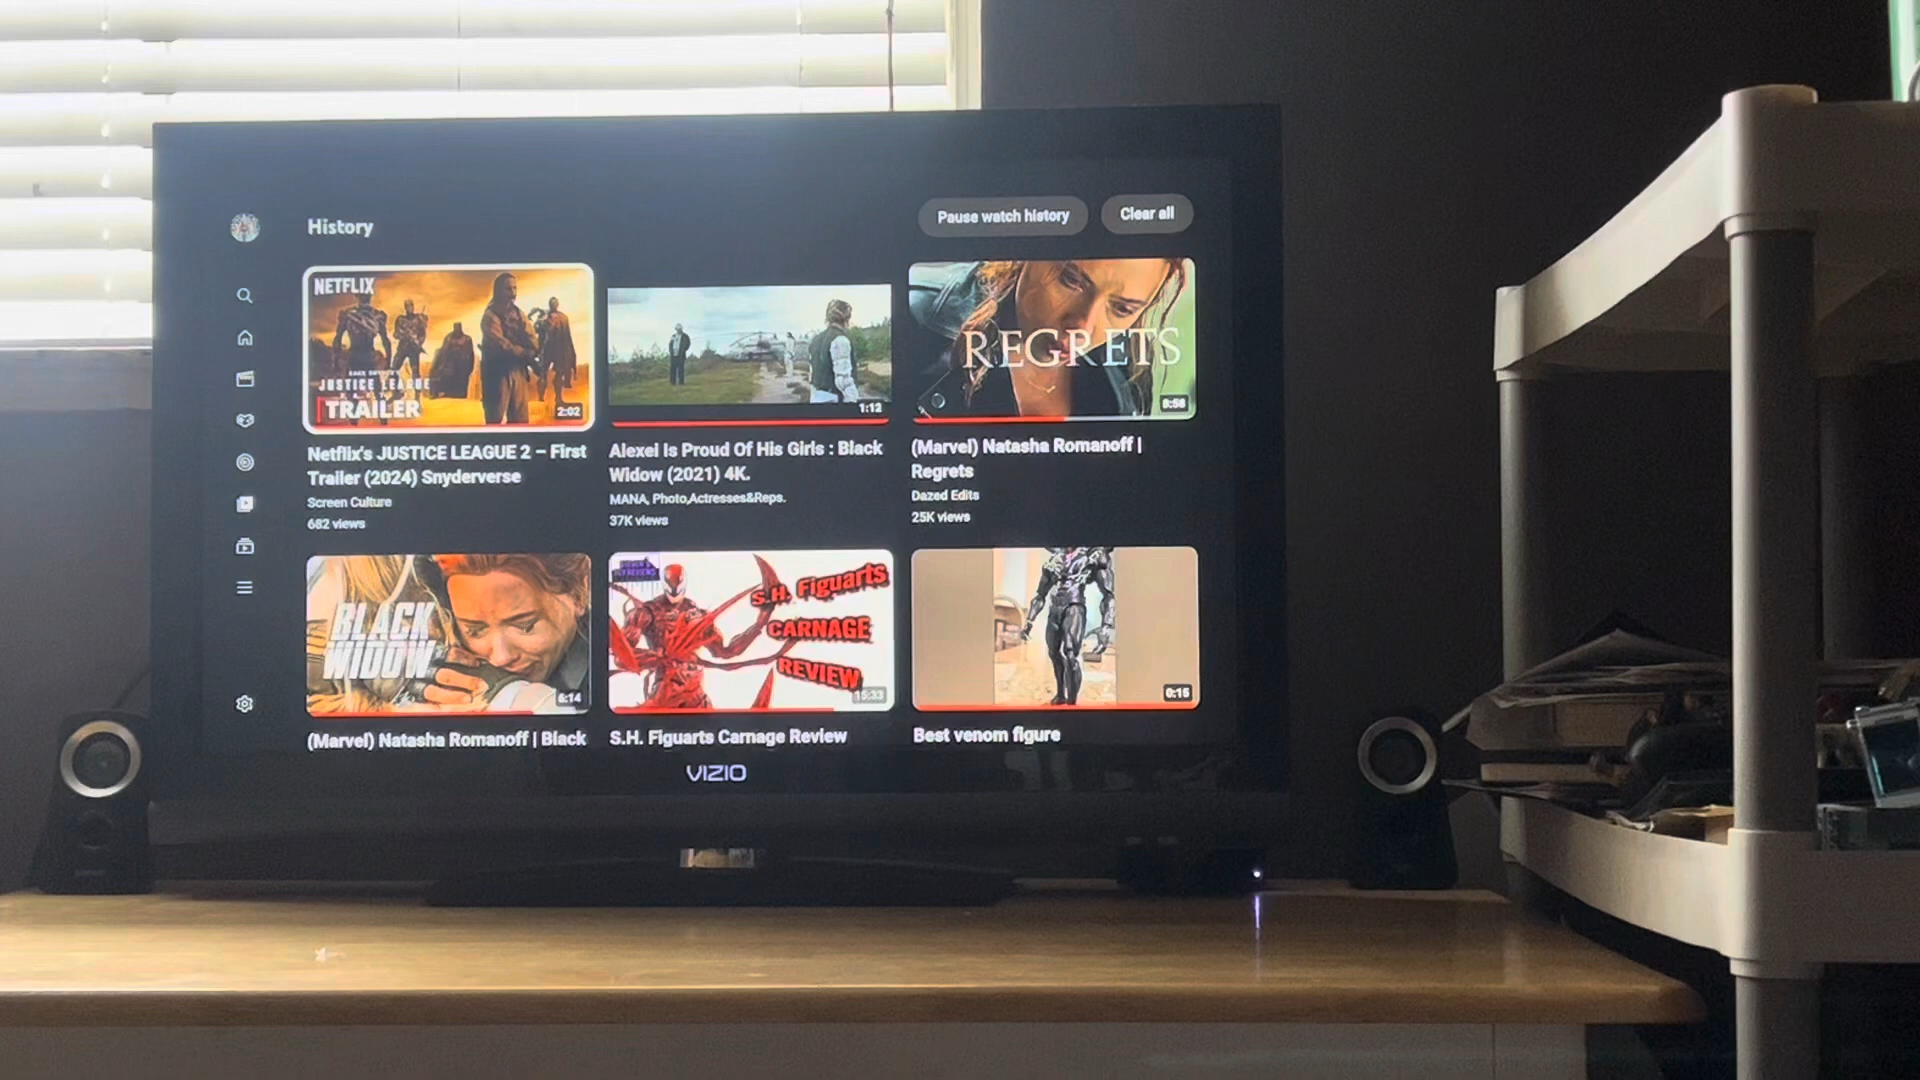 History
Pause watch history
Clear all
NETFLIX
JUSTICE LEAGUE
TRAILER
2:02
1:12
REGRETS
8:58
Netflix's JUSTICE LEAGUE 2 – First
Trailer (2024) Snyderverse
Screen Culture
682 views
Alexei Is Proud Of His Girls : Black
Widow (2021) 4K.
MANA, Photo,Actresses&Reps.
37K views
(Marvel) Natasha Romanoff |
Regrets
Dazed Edits
25K views
BLACK
WIDOW
6:14
S.H. Figuarts
CARNAGE
REVIEW
15:33
0:15
(Marvel) Natasha Romanoff | Black
S.H. Figuarts Carnage Review
Best venom figure
VIZIO